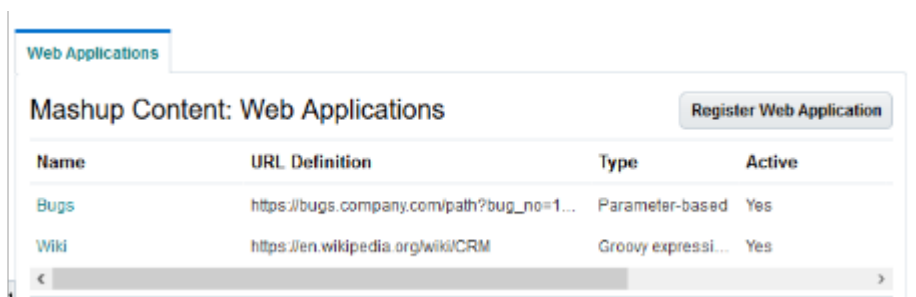 Web Applications
Mashup Content: Web Applications Register Web Application
Name URL Definition Type Active
Bugs https://bugs.company.com/path?bug_no=1... Parameter-based Yes
Wiki https://en.wikipedia.org/wiki/CRM Groovy expressi... Yes